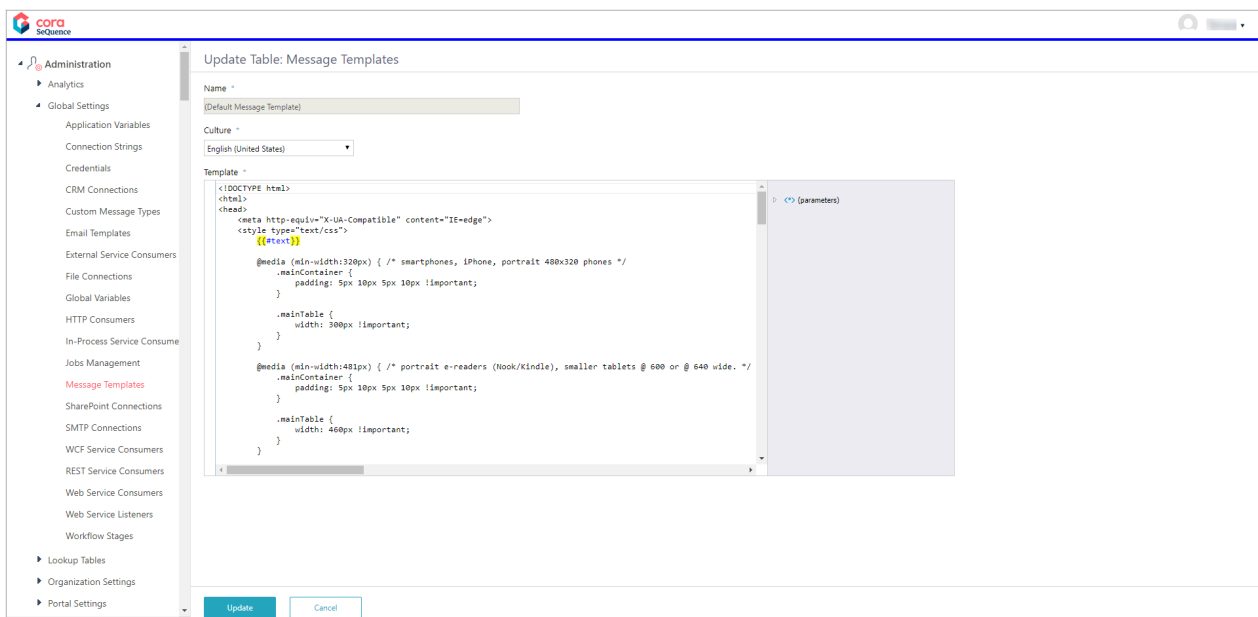 cora
SeQuence
Administration
Analytics
Global Settings
Application Variables
Connection Strings
Credentials
CRM Connections
Custom Message Types
Email Templates
External Service Consumers
File Connections
Global Variables
HTTP Consumers
In-Process Service Consume
Jobs Management
Message Templates
SharePoint Connections
SMTP Connections
WCF Service Consumers
REST Service Consumers
Web Service Consumers
Web Service Listeners
Workflow Stages
Lookup Tables
Organization Settings
Portal Settings
Update Table: Message Templates
Name *
(Default Message Template)
Culture *
English (United States)
Template *
<!DOCTYPE html>
<html>
<head>
<meta http-equiv="X-UA-Compatible" content="IE=edge">
<style type="text/css">
{{#text}}
@media (min-width:320px) { /* smartphones, iPhone, portrait 480x320 phones */
.mainContainer {
padding: 5px 10px 5px 10px !important;
}
.mainTable {
width: 300px !important;
}
}
@media (min-width:481px) { /* portrait e-readers (Nook/Kindle), smaller tablets @ 600 or @ 640 wide. */
.mainContainer {
padding: 5px 10px 5px 10px !important;
}
.mainTable {
width: 460px !important;
}
}
(parameters)
Update
Cancel